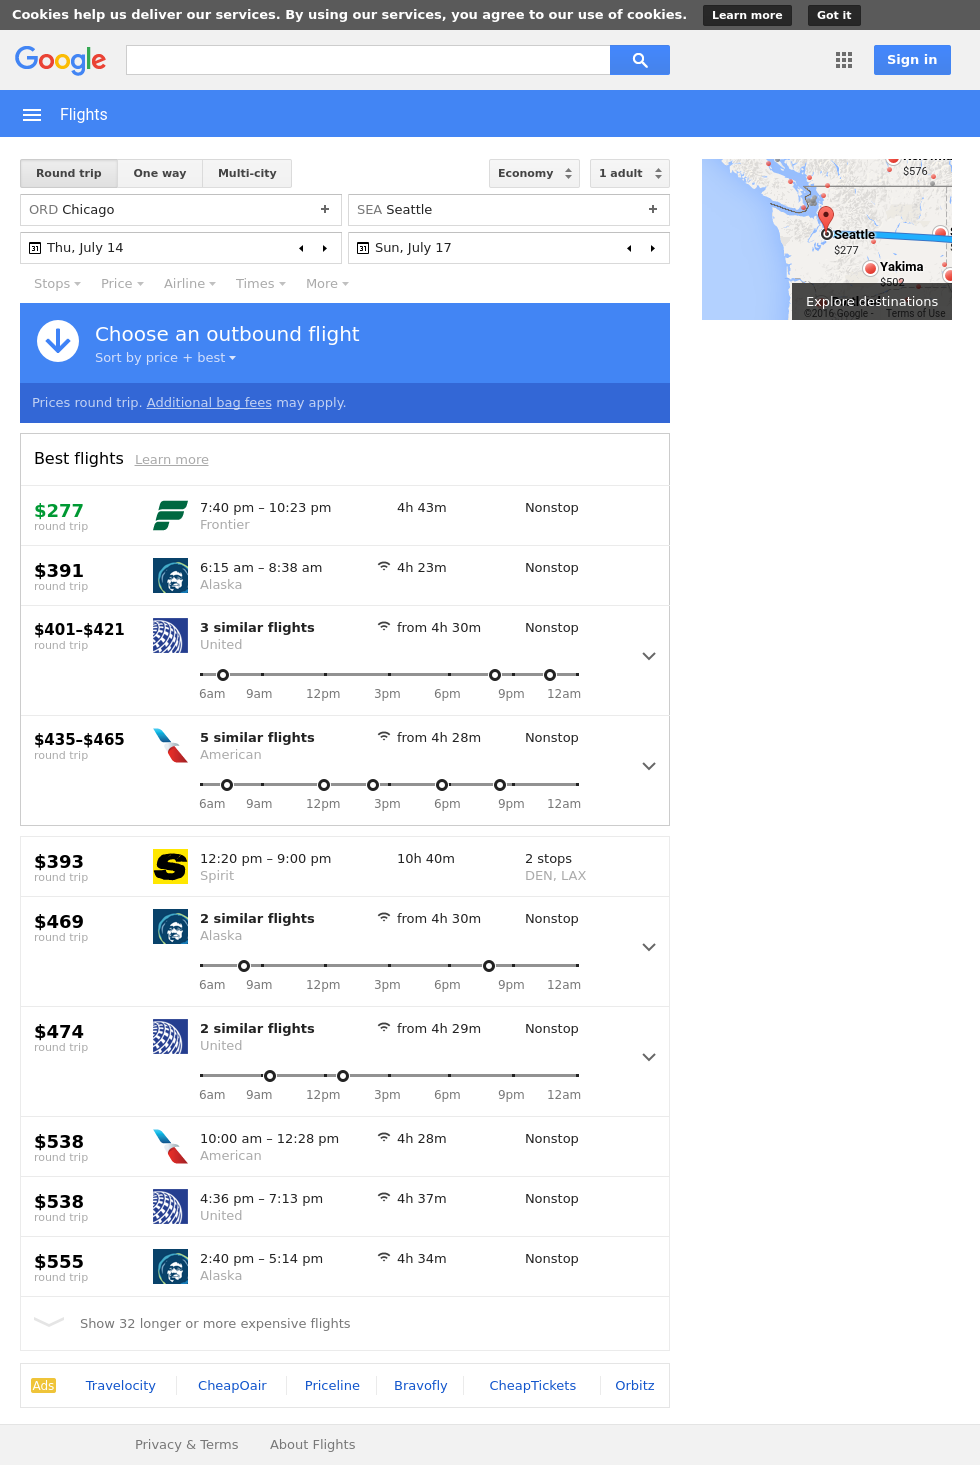 Cookies help us deliver our services. By using our services, you agree to our use of cookies. Learn more Got it
Google
Sign in
Flights
Round trip One way Multi-city Economy 1 adult
ORD Chicago + SEA Seattle +
31 Thu, July 14 31 Sun, July 17
Stops Price Airline Times More
Choose an outbound flight
Sort by price + best
Prices round trip. Additional bag fees may apply.
$576
Seattle
$277
Yakima
$502
Explore destinations
©2016 Google - Terms of Use
Best flights Learn more
$277 7:40 pm – 10:23 pm 4h 43m Nonstop
round trip Frontier
$391 6:15 am – 8:38 am 4h 23m Nonstop
round trip Alaska
$401–$421 3 similar flights from 4h 30m Nonstop
round trip United
6am 9am 12pm 3pm 6pm 9pm 12am
$435–$465 5 similar flights from 4h 28m Nonstop
round trip American
6am 9am 12pm 3pm 6pm 9pm 12am
$393 12:20 pm – 9:00 pm 10h 40m 2 stops
round trip Spirit DEN, LAX
$469 2 similar flights from 4h 30m Nonstop
round trip Alaska
6am 9am 12pm 3pm 6pm 9pm 12am
$474 2 similar flights from 4h 29m Nonstop
round trip United
6am 9am 12pm 3pm 6pm 9pm 12am
$538 10:00 am – 12:28 pm 4h 28m Nonstop
round trip American
$538 4:36 pm – 7:13 pm 4h 37m Nonstop
round trip United
$555 2:40 pm – 5:14 pm 4h 34m Nonstop
round trip Alaska
Show 32 longer or more expensive flights
Ads Travelocity CheapOair Priceline Bravofly CheapTickets Orbitz
Privacy & Terms About Flights